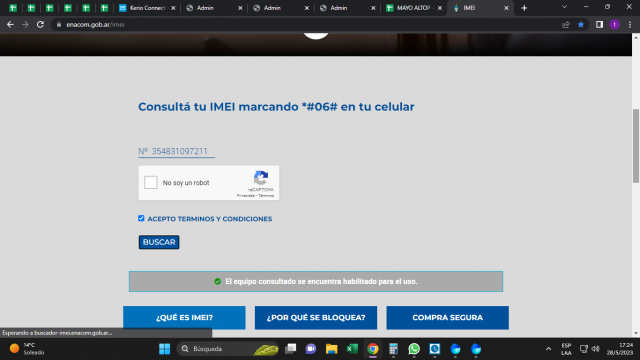 Kerio Connect
Admin
Admin
Admin
MAYO ALTOP
IMEI
enacom.gob.ar/imei
Consultá tu IMEI marcando *#06# en tu celular
Nº 354831097211
No soy un robot
reCAPTCHA
Privacidad - Términos
ACEPTO TERMINOS Y CONDICIONES
BUSCAR
El equipo consultado se encuentra habilitado para el uso.
¿QUÉ ES IMEI?
¿POR QUÉ SE BLOQUEA?
COMPRA SEGURA
Esperando a buscador-imei.enacom.gob.ar...
14°C
Soleado
Búsqueda
ESP
LAA
17:24
28/5/2023